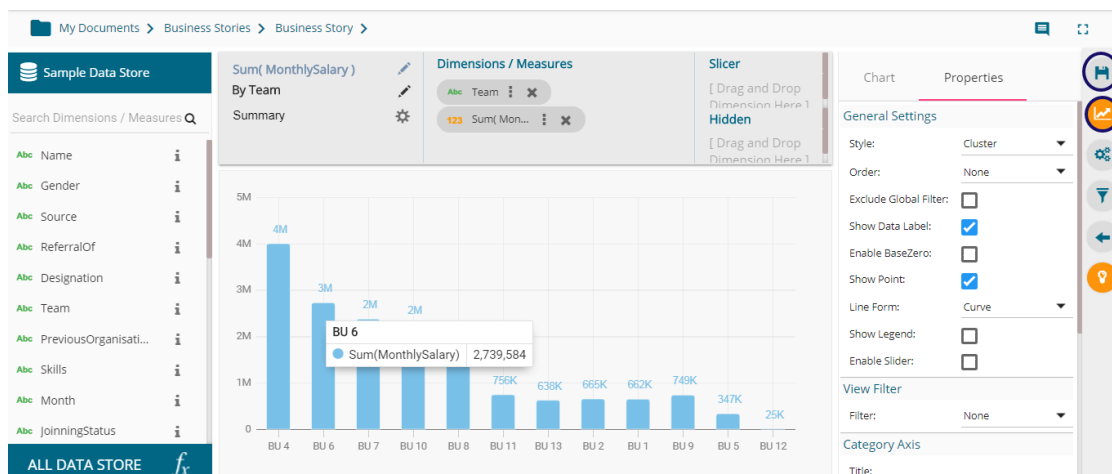 My Documents > Business Stories > Business Story >
Sample Data Store
Search Dimensions / Measures
Abc Name i
Abc Gender i
Abc Source i
Abc ReferralOf i
Abc Designation i
Abc Team i
Abc PreviousOrganisati... i
Abc Skills i
Abc Month i
Abc JoinningStatus i
ALL DATA STORE fx
Sum( MonthlySalary )
By Team
Summary
Dimensions / Measures
Abc Team
123 Sum( Mon...
Slicer
[ Drag and Drop
Dimension Here ]
Hidden
[ Drag and Drop
Dimension Here ]
5M
4M
3M
2M
1M
0
4M
3M
2M
2M
756K
638K
665K
662K
749K
347K
25K
BU 6
Sum(MonthlySalary) 2,739,584
BU 4 BU 6 BU 7 BU 10 BU 8 BU 11 BU 13 BU 2 BU 1 BU 9 BU 5 BU 12
Chart Properties
General Settings
Style: Cluster
Order: None
Exclude Global Filter:
Show Data Label:
Enable BaseZero:
Show Point:
Line Form: Curve
Show Legend:
Enable Slider:
View Filter
Filter: None
Category Axis
Title: